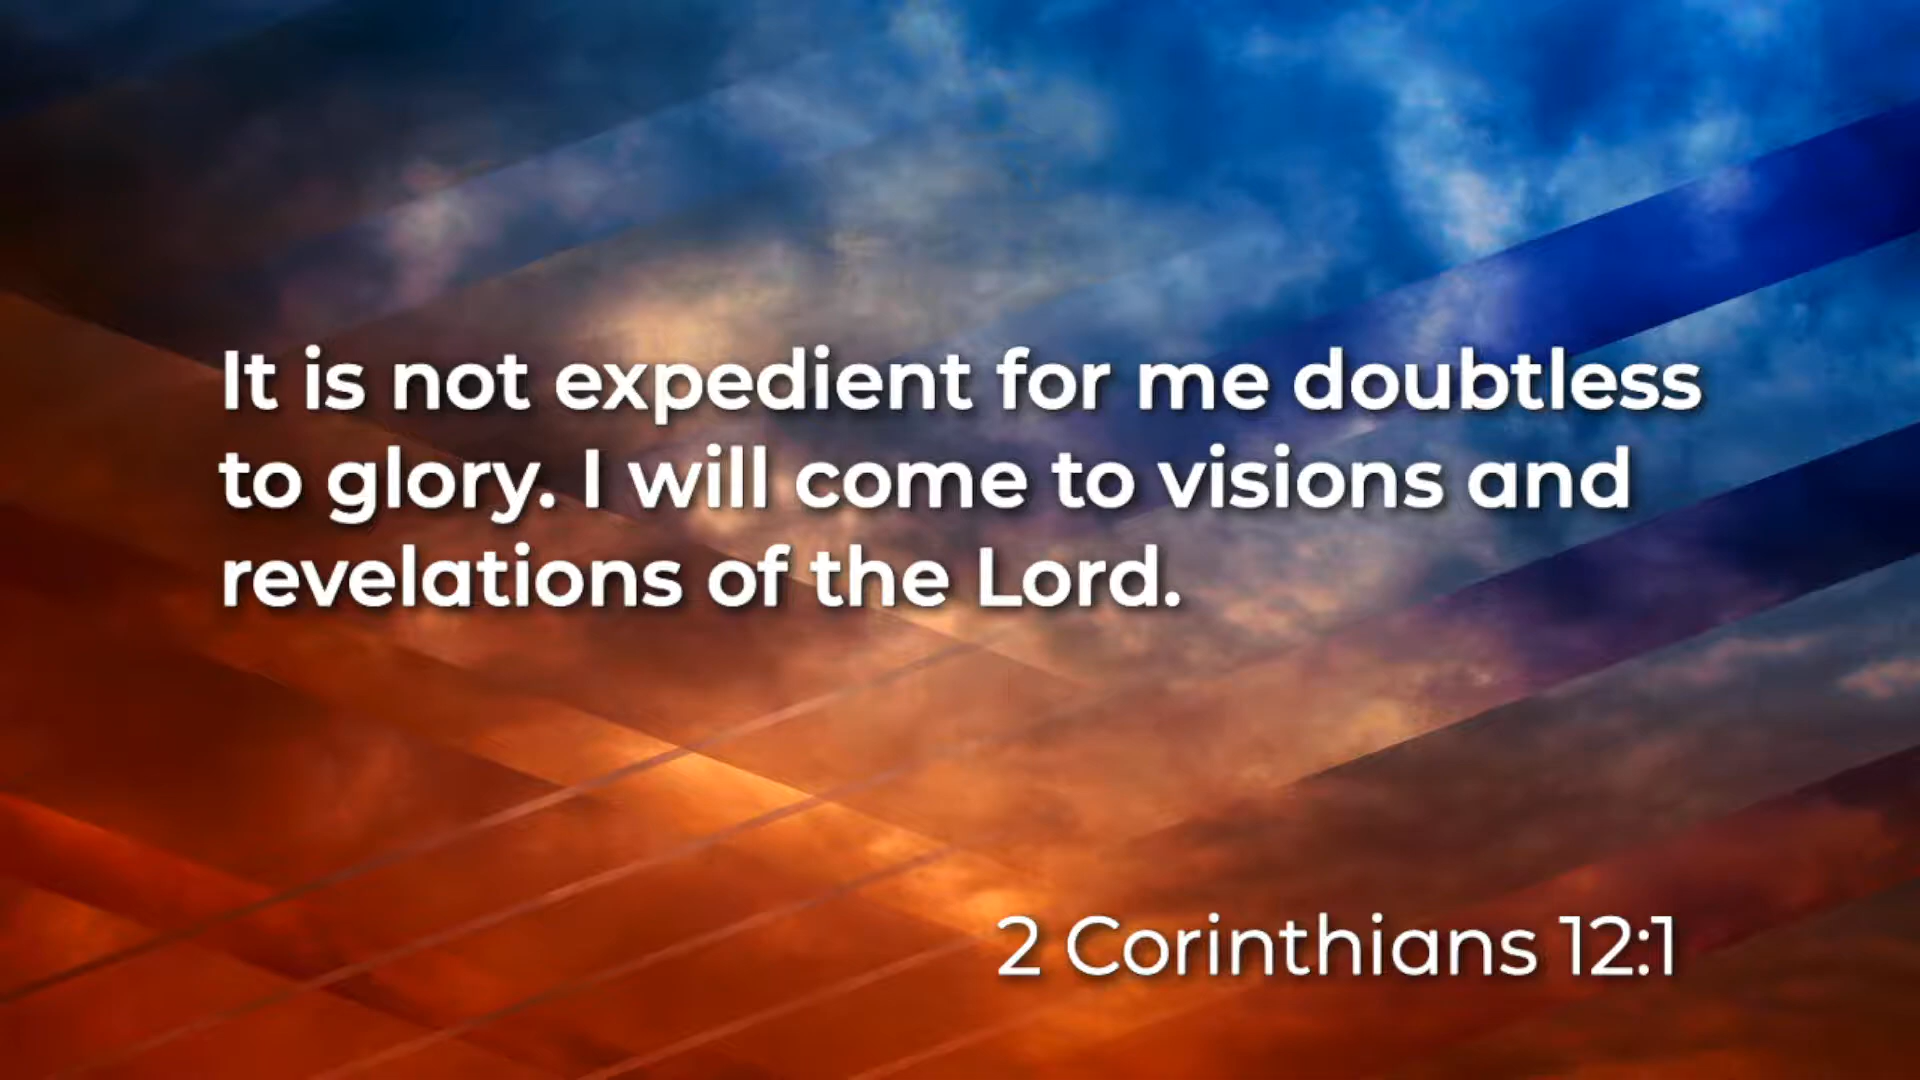 It is not expedient for me doubtless
to glory. I will come to visions and
revelations of the Lord.
2 Corinthians 12:1